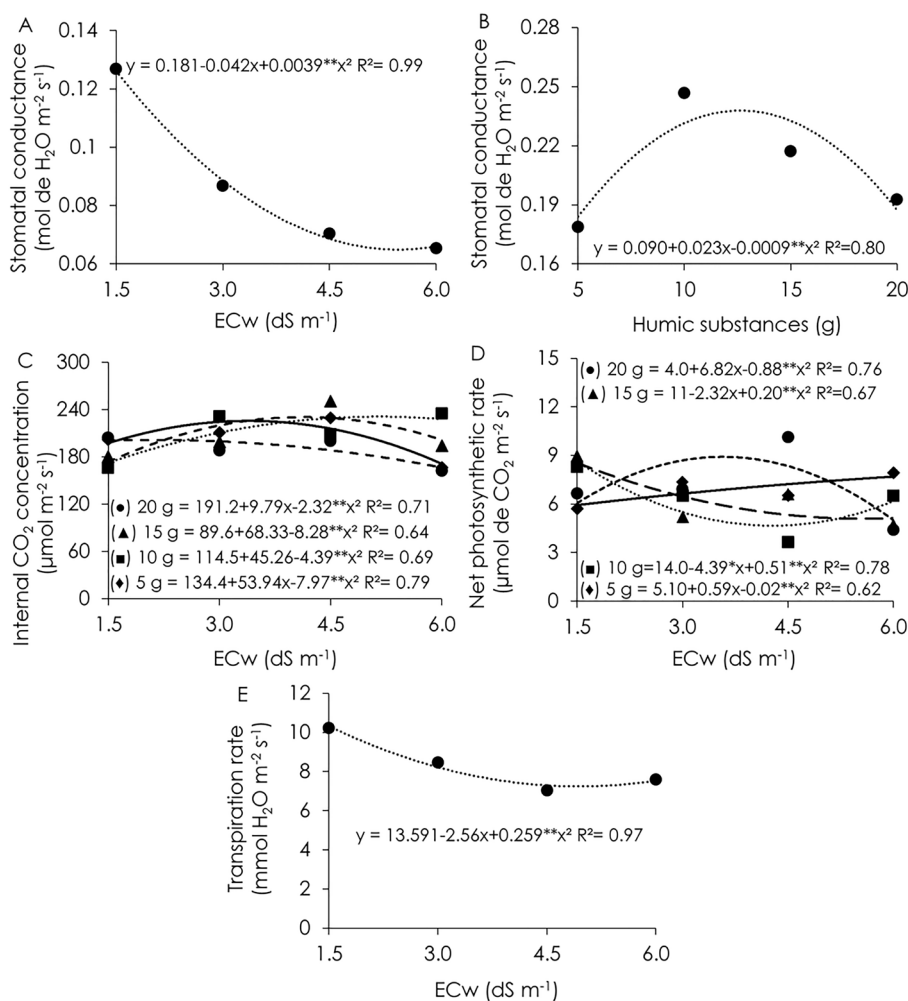 A
Stomatal conductance
(mol de H₂O m⁻² s⁻¹)
0.14
0.12
0.1
0.08
0.06
y = 0.181-0.042x+0.0039**x² R²= 0.99
1.5 3.0 4.5 6.0
ECw (dS m⁻¹)
B
Stomatal conductance
(mol de H₂O m⁻² s⁻¹)
0.28
0.25
0.22
0.19
0.16
y = 0.090+0.023x-0.0009**x² R²=0.80
5 10 15 20
Humic substances (g)
C
Internal CO₂ concentration
(µmol m⁻² s⁻¹)
300
240
180
120
60
0
(●) 20 g = 191.2+9.79x-2.32**x² R²= 0.71
(▲) 15 g = 89.6+68.33-8.28**x² R²= 0.64
(■) 10 g = 114.5+45.26-4.39**x² R²= 0.69
(◆) 5 g = 134.4+53.94x-7.97**x² R²= 0.79
1.5 3.0 4.5 6.0
ECw (dS m⁻¹)
D
Net photosynthetic rate
(µmol de CO₂ m⁻² s⁻¹)
15
12
9
6
3
0
(●) 20 g = 4.0+6.82x-0.88**x² R²= 0.76
(▲) 15 g = 11-2.32x+0.20**x² R²= 0.67
(■) 10 g=14.0-4.39*x+0.51**x² R²= 0.78
(◆) 5 g = 5.10+0.59x-0.02**x² R²= 0.62
1.5 3.0 4.5 6.0
ECw (dS m⁻¹)
E
Transpiration rate
(mmol H₂O m⁻² s⁻¹)
12
10
8
6
4
2
0
y = 13.591-2.56x+0.259**x² R²= 0.97
1.5 3.0 4.5 6.0
ECw (dS m⁻¹)